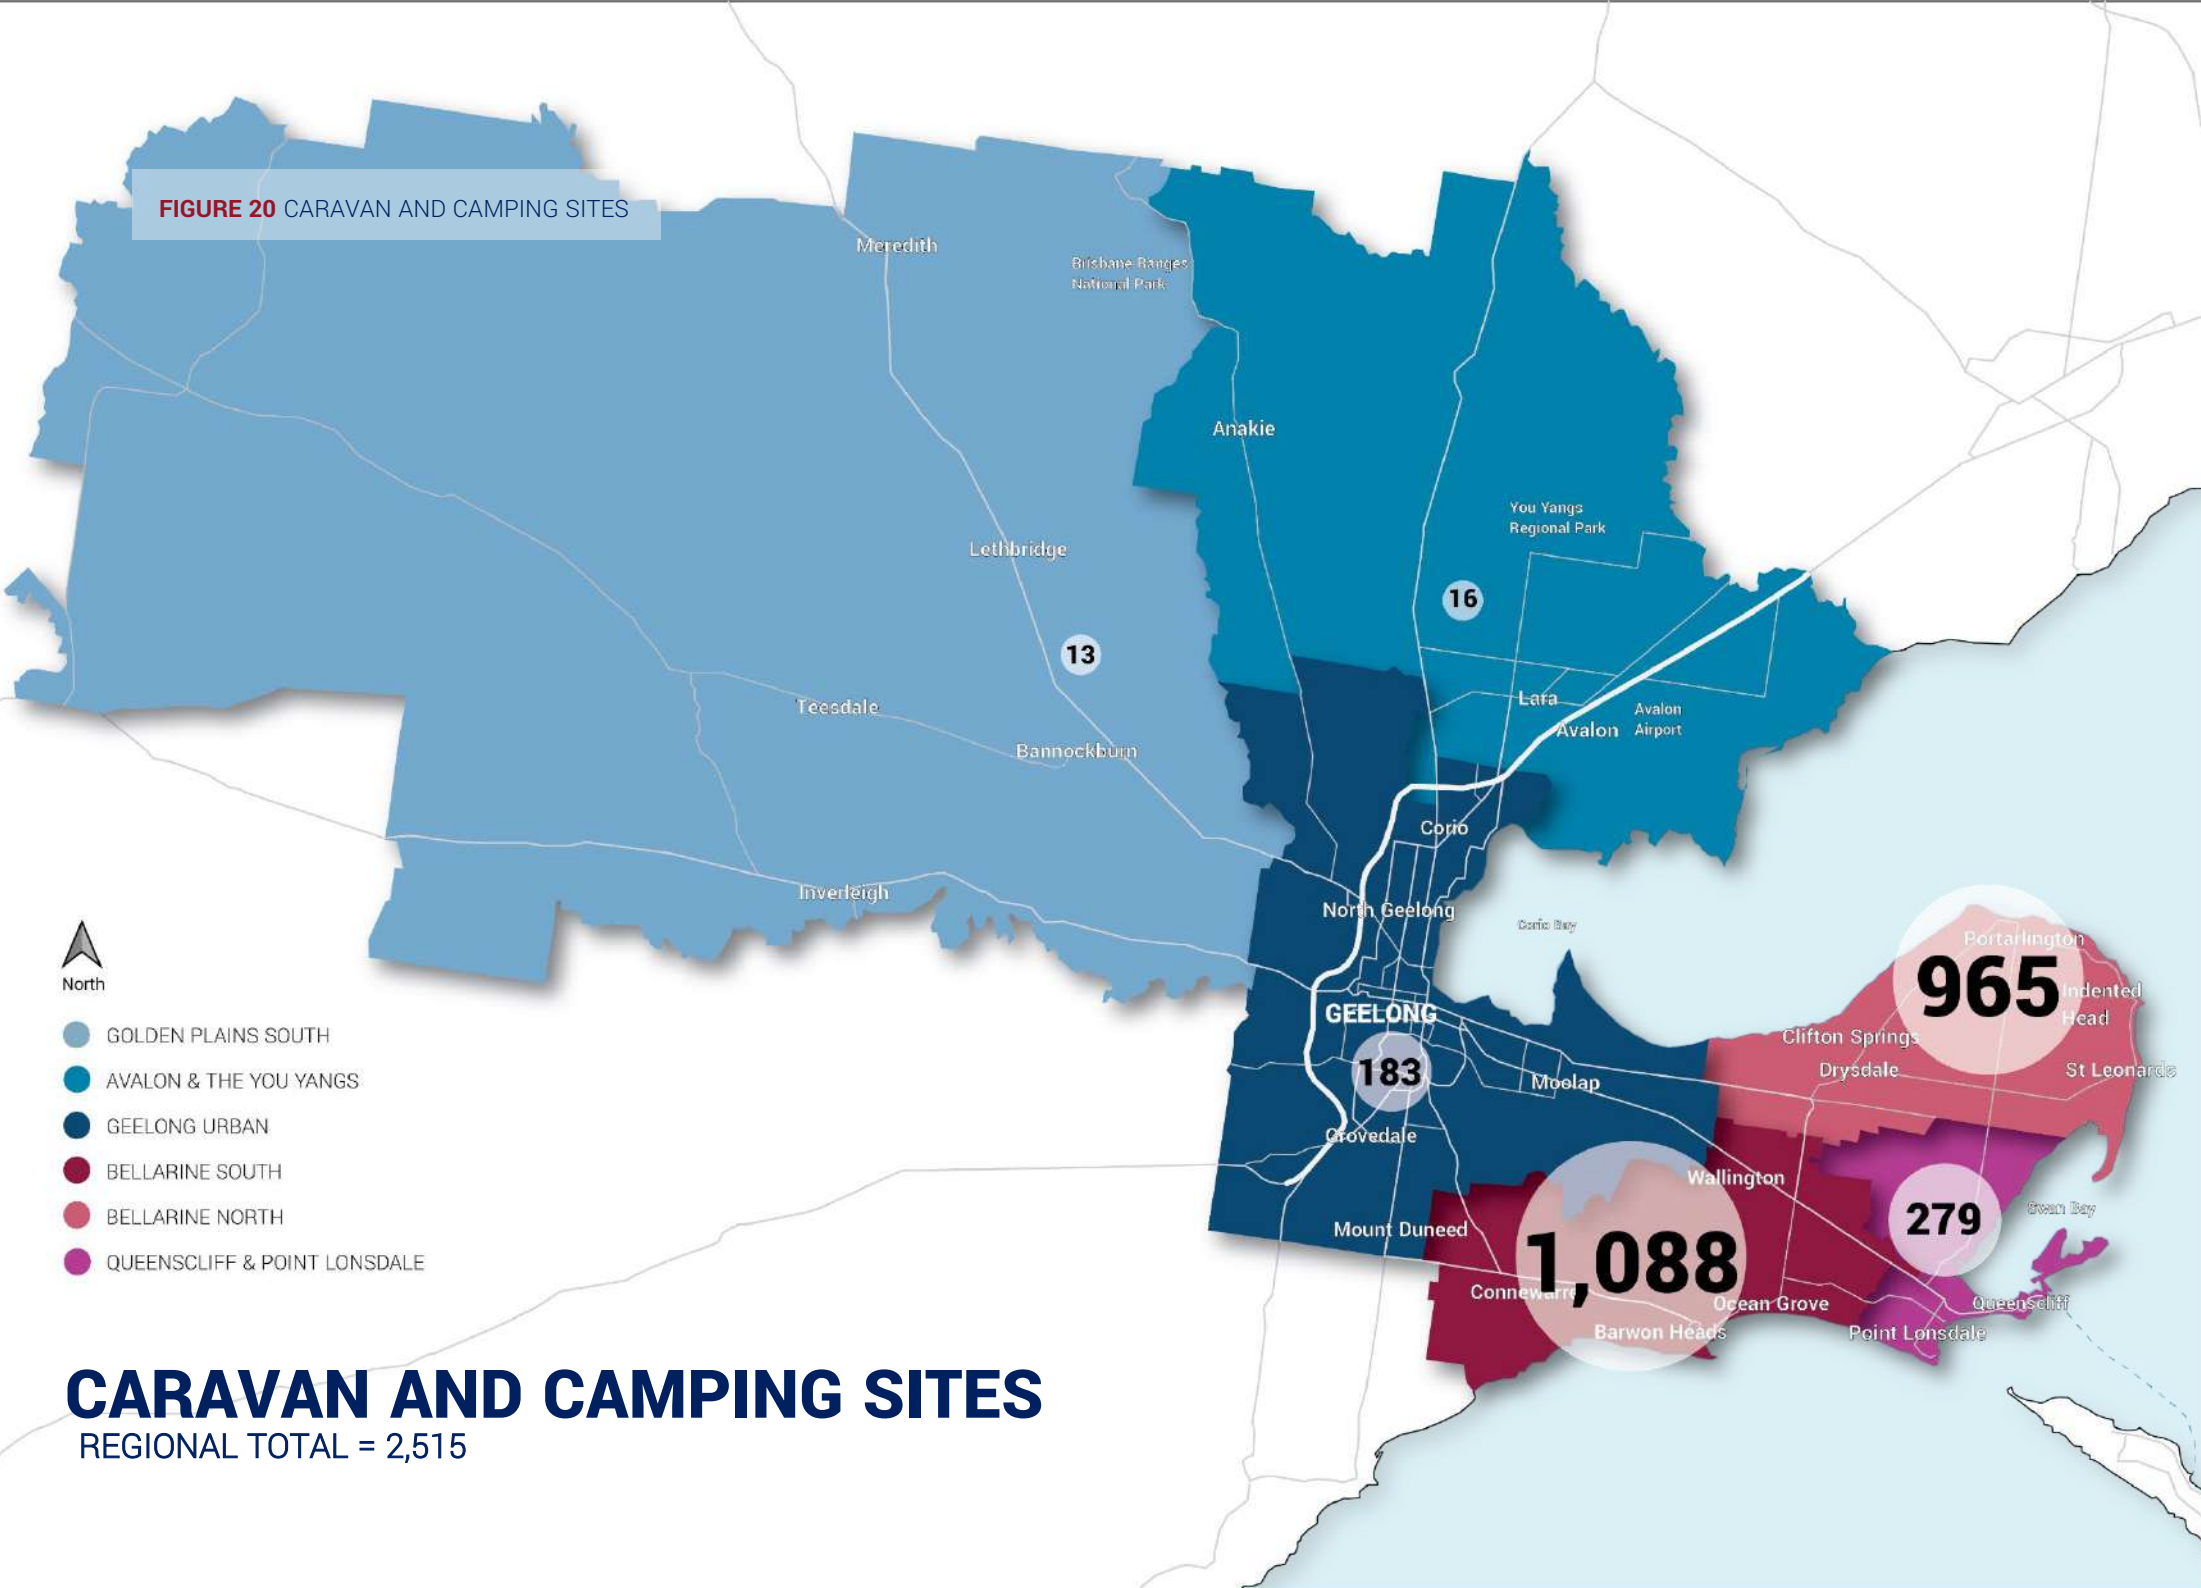 FIGURE 20 CARAVAN AND CAMPING SITES
Meredith
Brisbane Ranges
National Park
Anakie
You Yangs
Regional Park
Lethbridge
16
13
Lara
Teesdale
Avalon
Airport
Avalon
Bannockburn
Corio
Inverleigh
North Geelong
Corio Bay
Portarlington
965
Indented
Head
GEELONG
Clifton Springs
183
Drysdale
St Leonards
Moolap
Grovedale
Wallington
279
Swan Bay
Mount Duneed
1,088
Connewarre
Ocean Grove
Queenscliff
Barwon Heads
Point Lonsdale
North
GOLDEN PLAINS SOUTH
AVALON & THE YOU YANGS
GEELONG URBAN
BELLARINE SOUTH
BELLARINE NORTH
QUEENSCLIFF & POINT LONSDALE
CARAVAN AND CAMPING SITES
REGIONAL TOTAL = 2,515